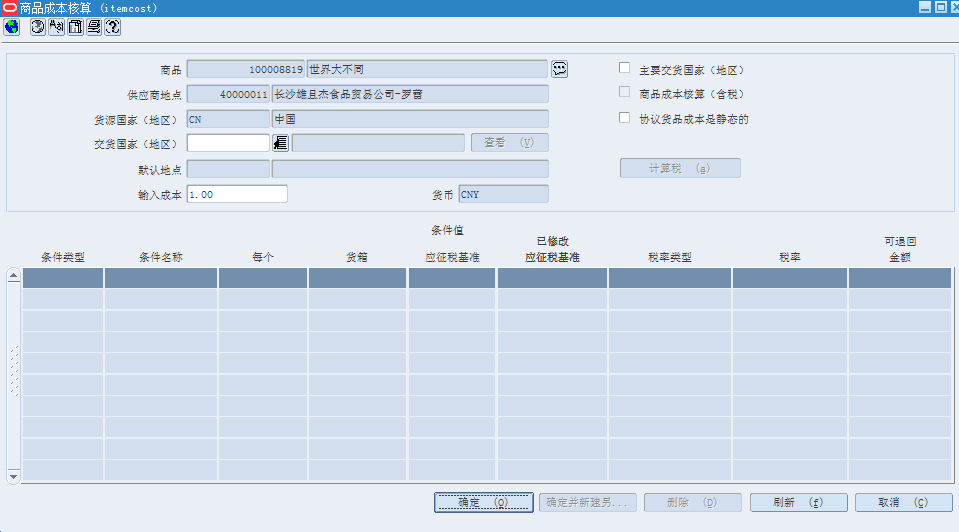 商品成本核算 (itemcost)
商品 100008819 世界大不同
主要交货国家（地区）
供应商地点 40000011 长沙雄且杰食品贸易公司-罗蕾
商品成本核算（含税）
货源国家（地区） CN 中国
协议货品成本是静态的
交货国家（地区） 查看 (V)
默认地点 计算税 (g)
输入成本 1.00 货币 CNY
条件值
条件类型 条件名称 每个 货箱 应征税基准 已修改 应征税基准 税率类型 税率 可退回 金额
确定 (O) 确定并新建另... 删除 (D) 刷新 (f) 取消 (C)